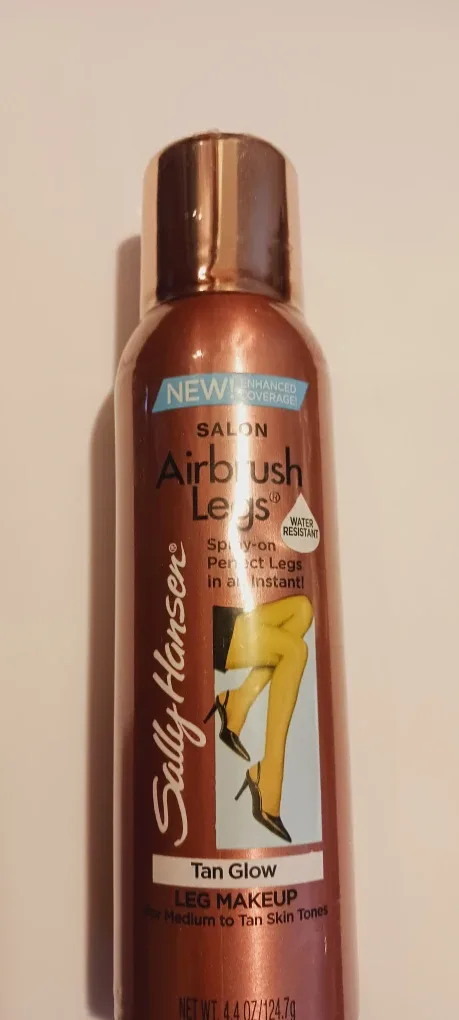 NEW! ENHANCED
COVERAGE!
SALON
Airbrush
Legs®
WATER
RESISTANT
Spray-on
Perfect Legs
in an Instant!
Sally Hansen®
Tan Glow
LEG MAKEUP
For Medium to Tan Skin Tones
NET WT. 4.4 OZ/124.7g